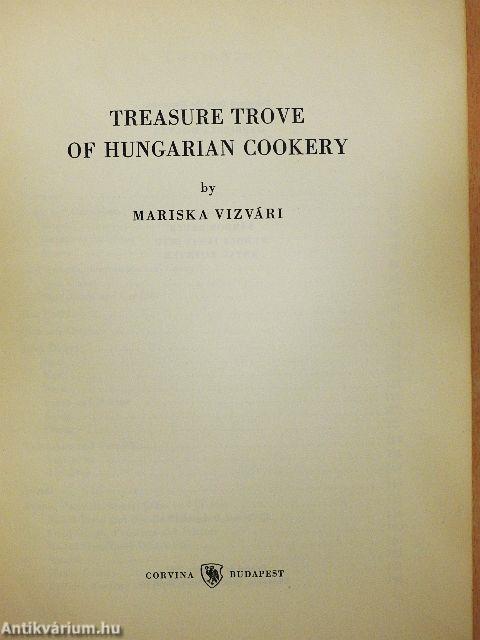 TREASURE TROVE
OF HUNGARIAN COOKERY
by
MARISKA VIZVÁRI
CORVINA BUDAPEST
Antikvárium.hu